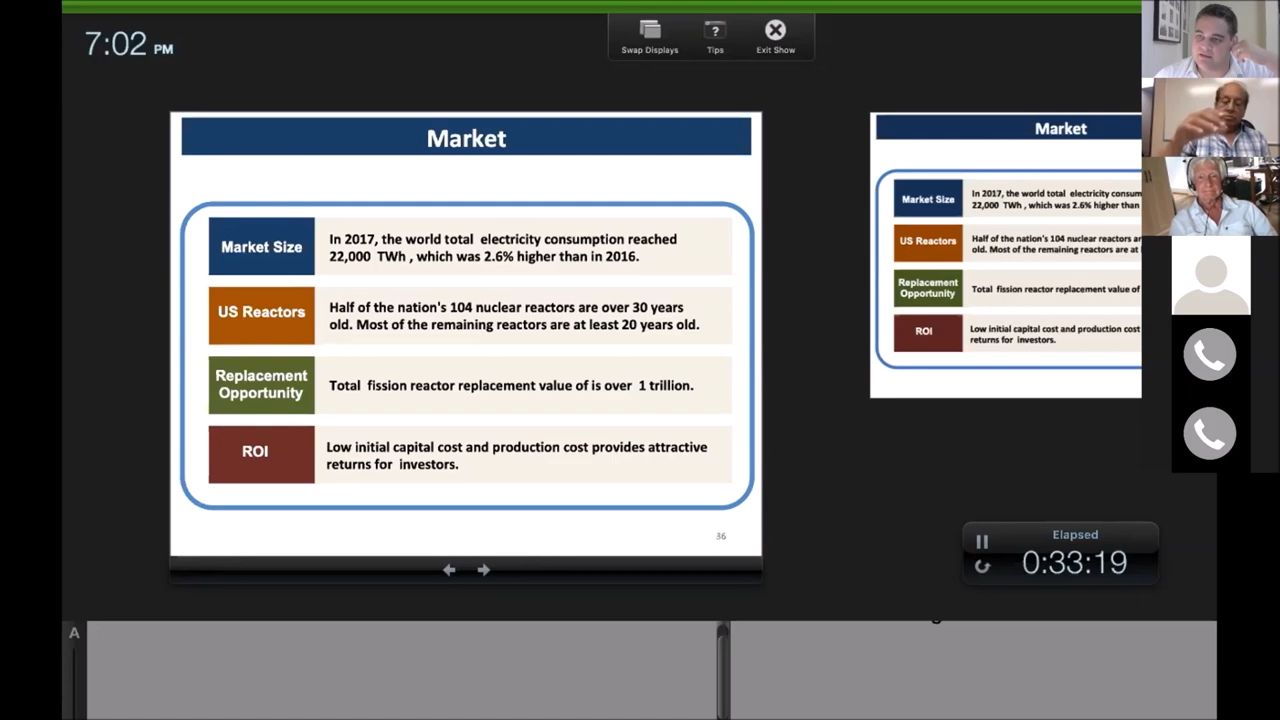 7:02 PM
Swap Displays
Tips
Exit Show
Market
Market Size
In 2017, the world total electricity consumption reached
22,000 TWh , which was 2.6% higher than in 2016.
US Reactors
Half of the nation's 104 nuclear reactors are over 30 years
old. Most of the remaining reactors are at least 20 years old.
Replacement
Opportunity
Total fission reactor replacement value of is over 1 trillion.
ROI
Low initial capital cost and production cost provides attractive
returns for investors.
36
Market
Market Size
In 2017, the world total electricity consum
22,000 TWh , which was 2.6% higher than
US Reactors
Half of the nation's 104 nuclear reactors ar
old. Most of the remaining reactors are at l
Replacement
Opportunity
Total fission reactor replacement value of
ROI
Low initial capital cost and production cost
returns for investors.
Elapsed
0:33:19
A